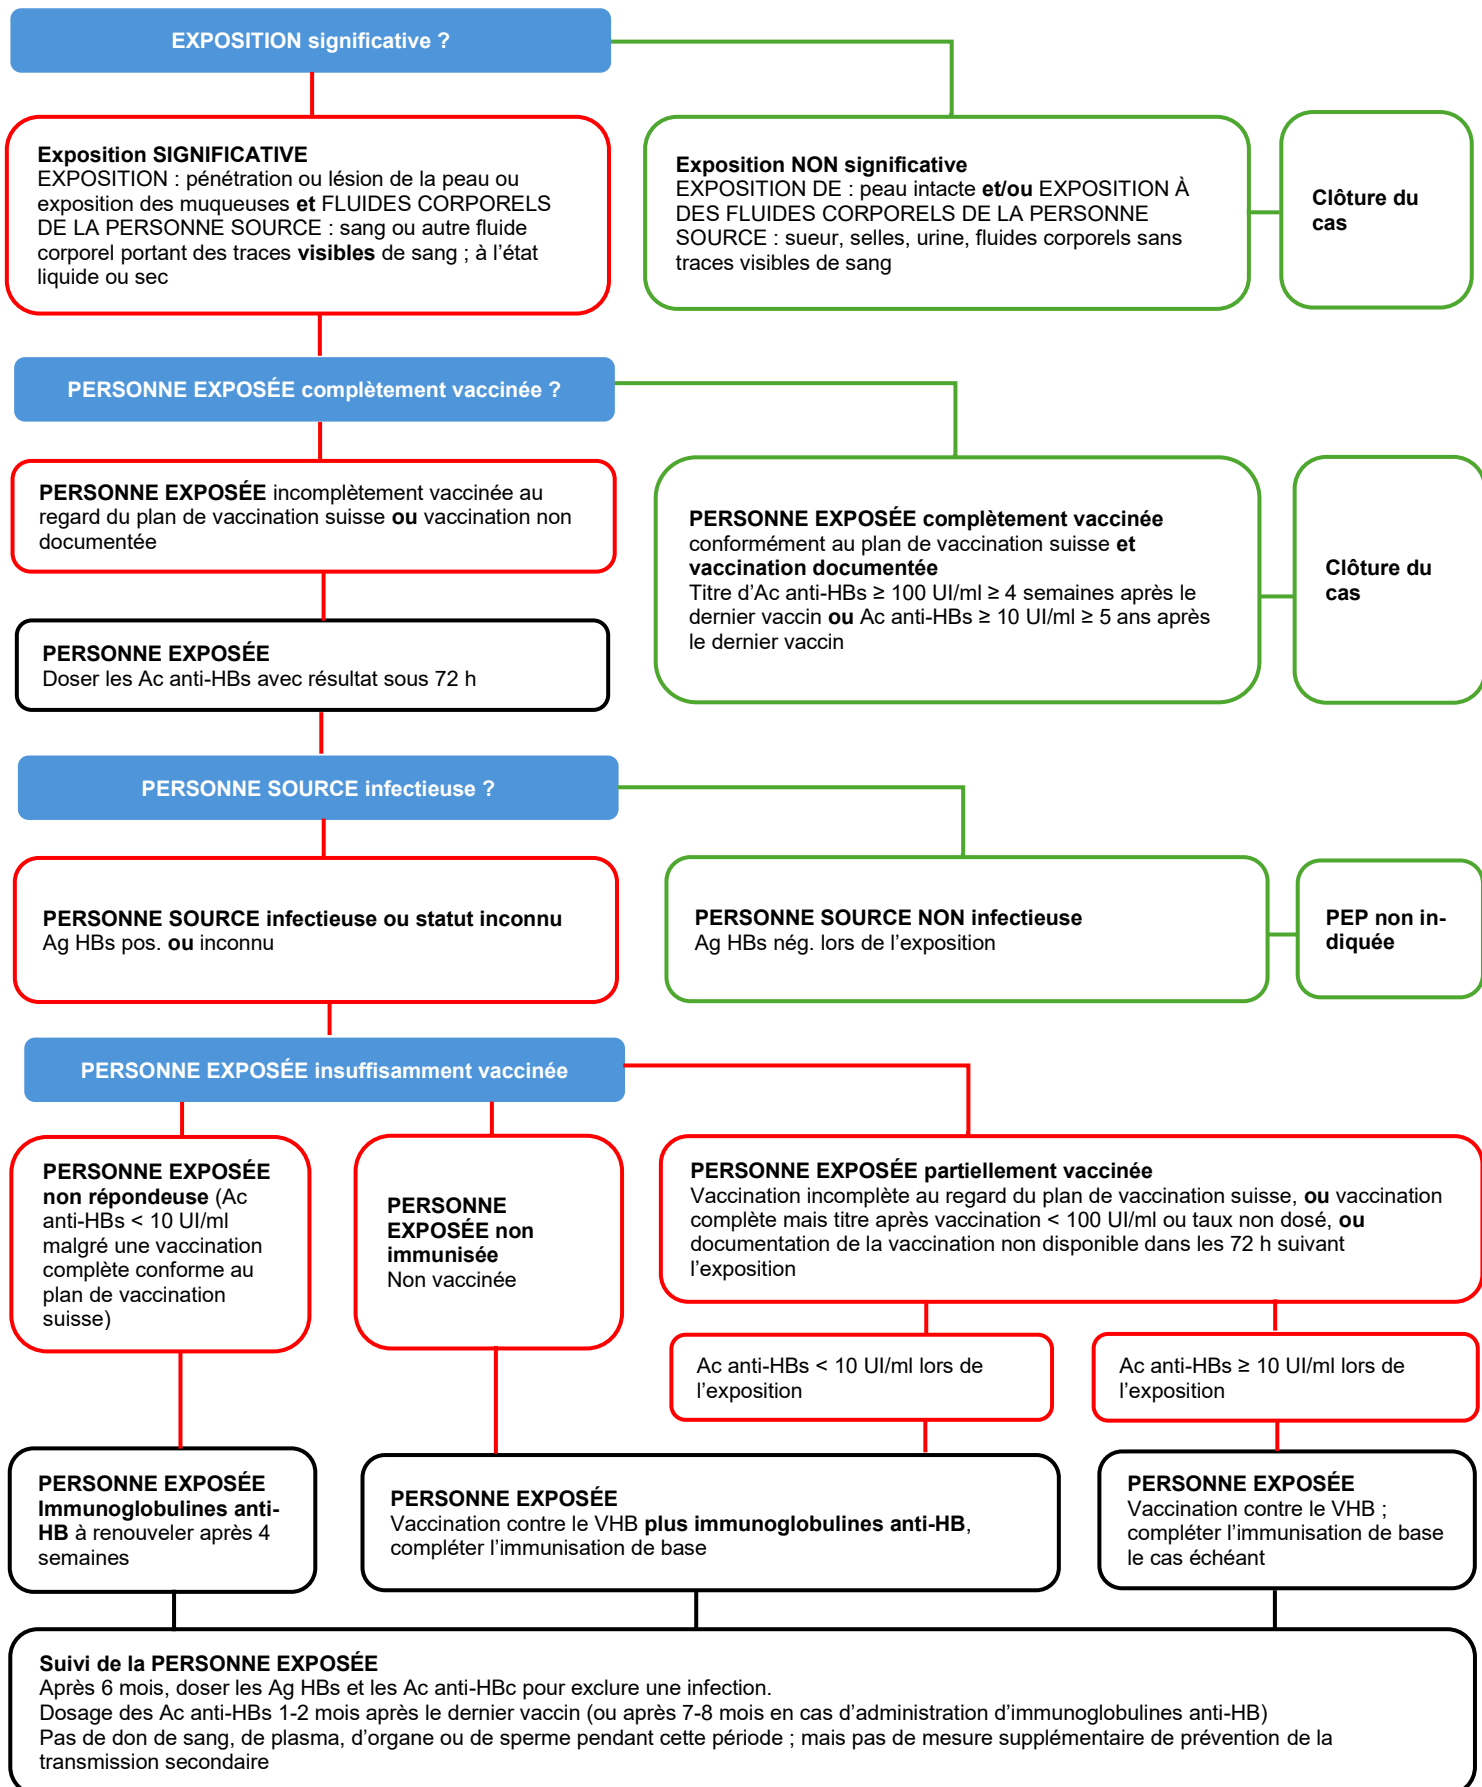 EXPOSITION significative ?
Exposition SIGNIFICATIVE
EXPOSITION : pénétration ou lésion de la peau ou
exposition des muqueuses et FLUIDES CORPORELS
DE LA PERSONNE SOURCE : sang ou autre fluide
corporel portant des traces visibles de sang ; à l’état
liquide ou sec
Exposition NON significative
EXPOSITION DE : peau intacte et/ou EXPOSITION À
DES FLUIDES CORPORELS DE LA PERSONNE
SOURCE : sueur, selles, urine, fluides corporels sans
traces visibles de sang
Clôture du
cas
PERSONNE EXPOSÉE complètement vaccinée ?
PERSONNE EXPOSÉE incomplètement vaccinée au
regard du plan de vaccination suisse ou vaccination non
documentée
PERSONNE EXPOSÉE complètement vaccinée
conformément au plan de vaccination suisse et
vaccination documentée
Titre d’Ac anti-HBs ≥ 100 UI/ml ≥ 4 semaines après le
dernier vaccin ou Ac anti-HBs ≥ 10 UI/ml ≥ 5 ans après
le dernier vaccin
Clôture du
cas
PERSONNE EXPOSÉE
Doser les Ac anti-HBs avec résultat sous 72 h
PERSONNE SOURCE infectieuse ?
PERSONNE SOURCE infectieuse ou statut inconnu
Ag HBs pos. ou inconnu
PERSONNE SOURCE NON infectieuse
Ag HBs nég. lors de l’exposition
PEP non in-
diquée
PERSONNE EXPOSÉE insuffisamment vaccinée
PERSONNE EXPOSÉE
non répondeuse (Ac
anti-HBs < 10 UI/ml
malgré une vaccination
complète conforme au
plan de vaccination
suisse)
PERSONNE
EXPOSÉE non
immunisée
Non vaccinée
PERSONNE EXPOSÉE partiellement vaccinée
Vaccination incomplète au regard du plan de vaccination suisse, ou vaccination
complète mais titre après vaccination < 100 UI/ml ou taux non dosé, ou
documentation de la vaccination non disponible dans les 72 h suivant
l’exposition
Ac anti-HBs < 10 UI/ml lors de
l’exposition
Ac anti-HBs ≥ 10 UI/ml lors de
l’exposition
PERSONNE EXPOSÉE
Immunoglobulines anti-
HB à renouveler après 4
semaines
PERSONNE EXPOSÉE
Vaccination contre le VHB plus immunoglobulines anti-HB,
compléter l’immunisation de base
PERSONNE EXPOSÉE
Vaccination contre le VHB ;
compléter l’immunisation de base
le cas échéant
Suivi de la PERSONNE EXPOSÉE
Après 6 mois, doser les Ag HBs et les Ac anti-HBc pour exclure une infection.
Dosage des Ac anti-HBs 1-2 mois après le dernier vaccin (ou après 7-8 mois en cas d’administration d’immunoglobulines anti-HB)
Pas de don de sang, de plasma, d’organe ou de sperme pendant cette période ; mais pas de mesure supplémentaire de prévention de la
transmission secondaire